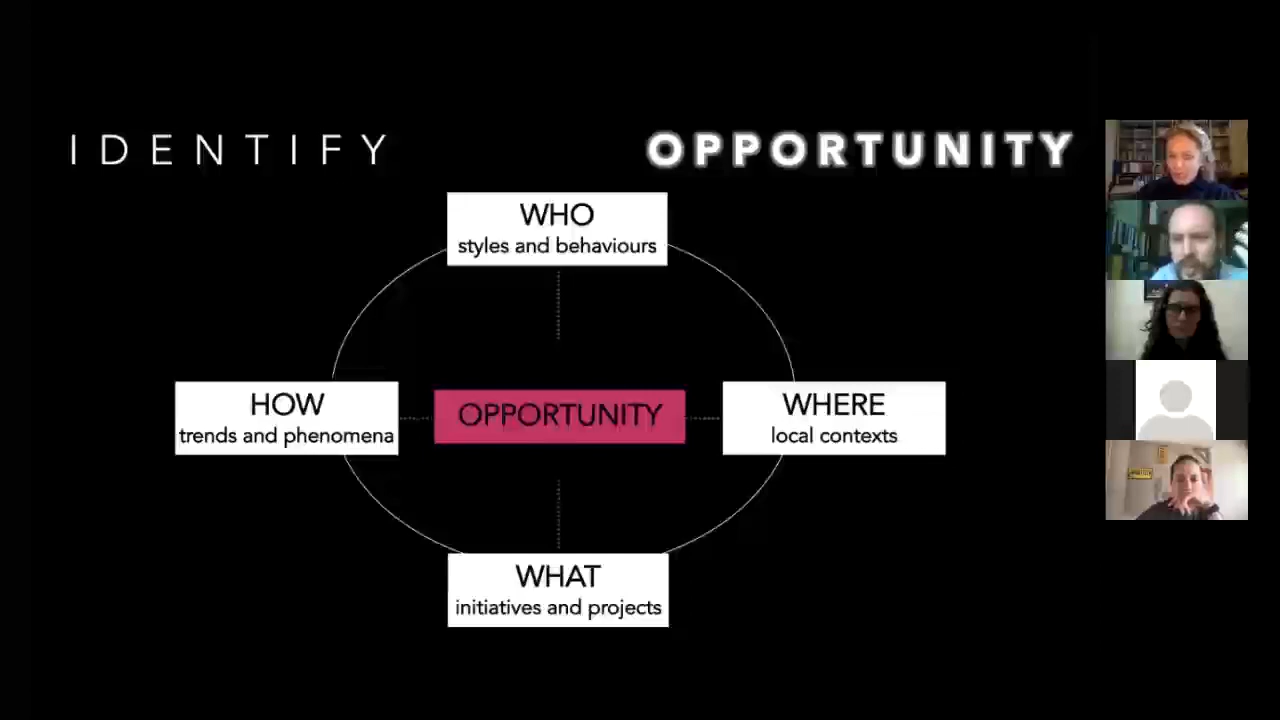 IDENTIFY
OPPORTUNITY
WHO
styles and behaviours
HOW
trends and phenomena
OPPORTUNITY
WHERE
local contexts
WHAT
initiatives and projects